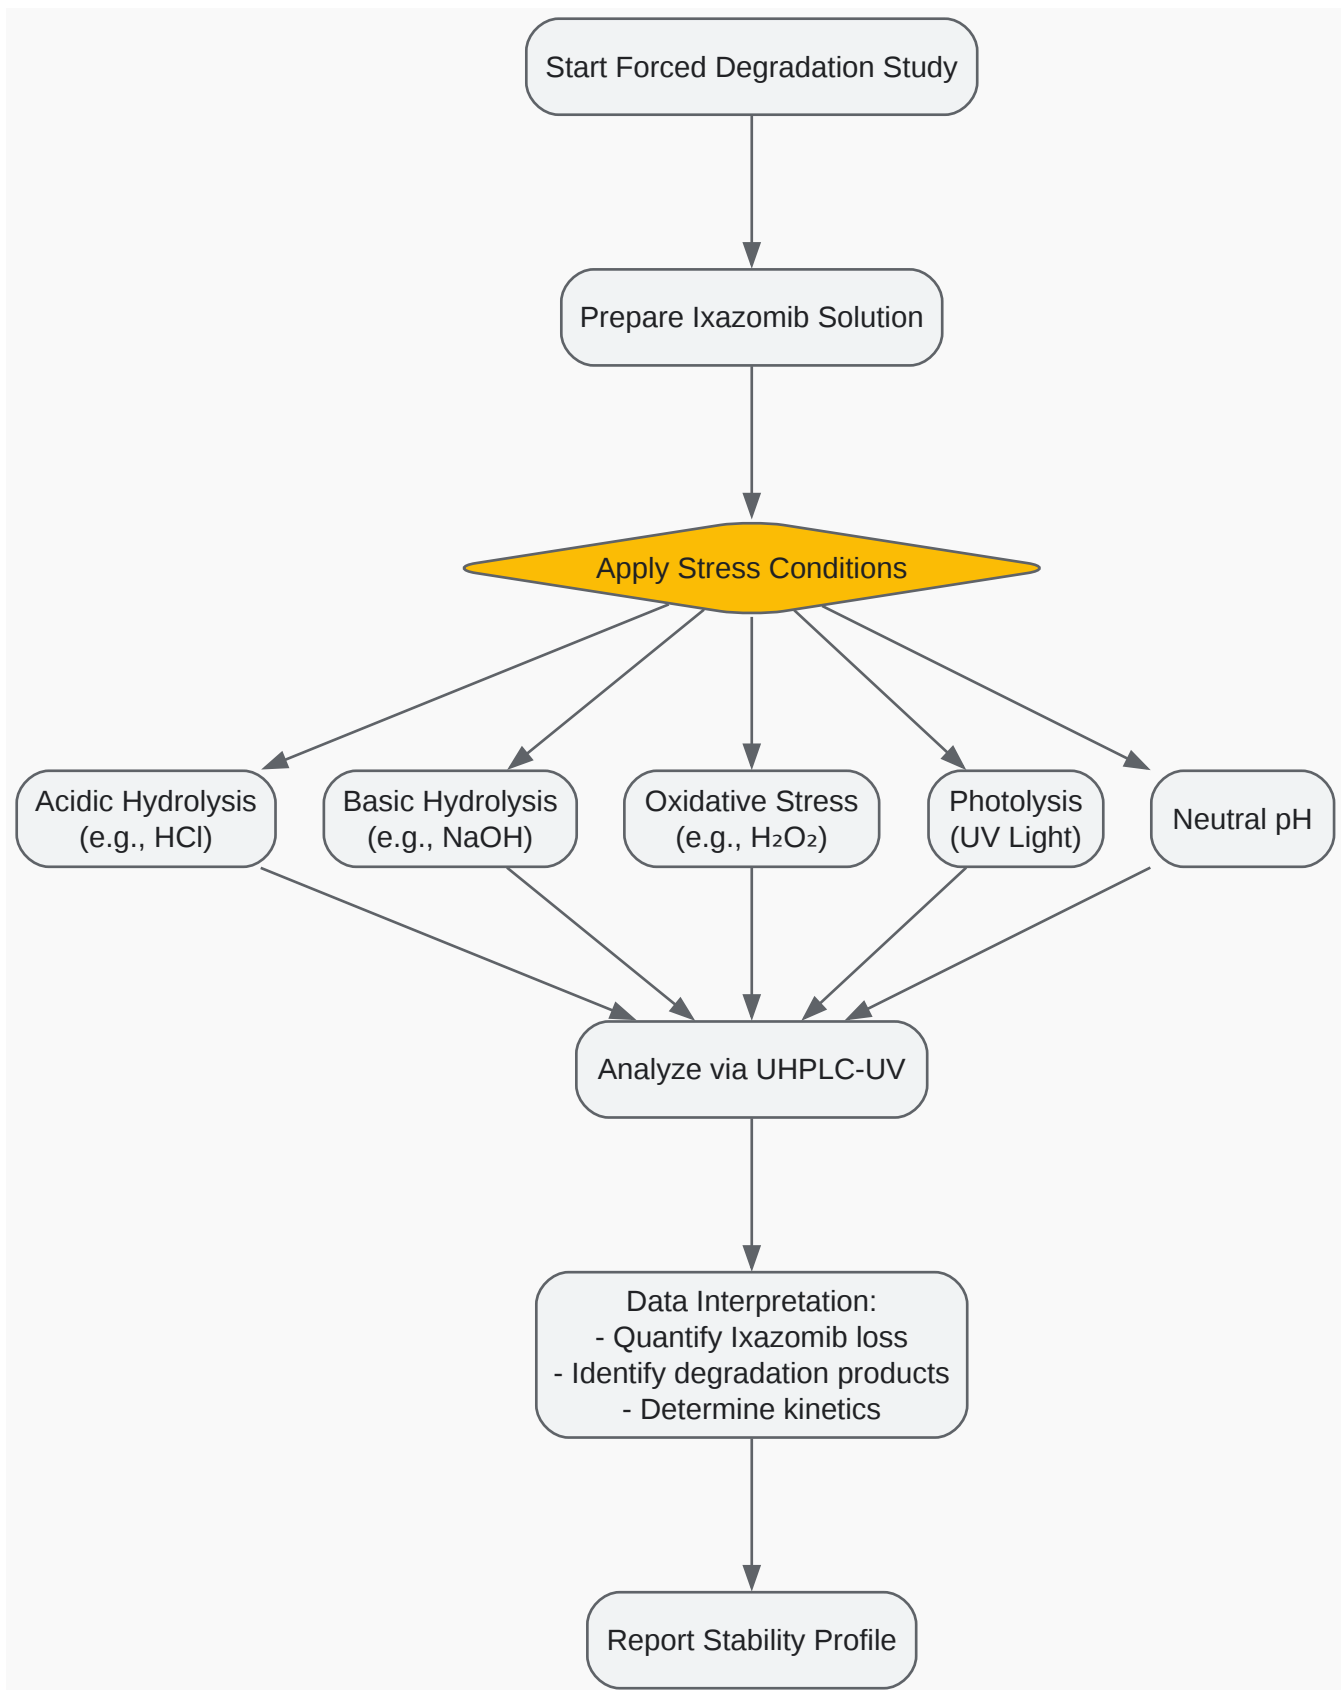 Start Forced Degradation Study
Prepare Ixazomib Solution
Apply Stress Conditions
Acidic Hydrolysis
(e.g., HCl)
Basic Hydrolysis
(e.g., NaOH)
Oxidative Stress
(e.g., H₂O₂)
Photolysis
(UV Light)
Neutral pH
Analyze via UHPLC-UV
Data Interpretation:
- Quantify Ixazomib loss
- Identify degradation products
- Determine kinetics
Report Stability Profile